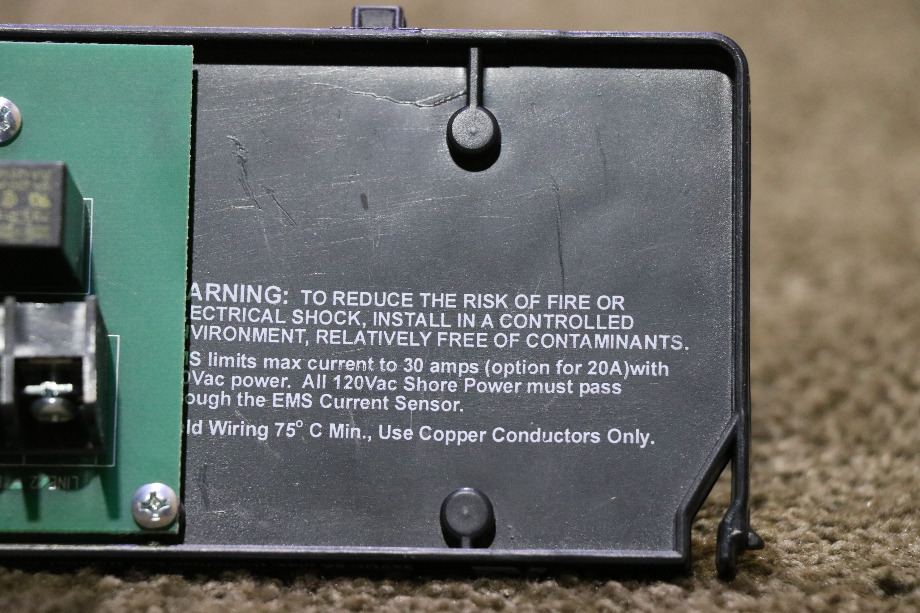 ARNING: TO REDUCE THE RISK OF FIRE OR
ECTRICAL SHOCK, INSTALL IN A CONTROLLED
VIRONMENT, RELATIVELY FREE OF CONTAMINANTS.
S limits max current to 30 amps (option for 20A)with
0Vac power. All 120Vac Shore Power must pass
ough the EMS Current Sensor.
ld Wiring 75° C Min., Use Copper Conductors Only.
LINE 2